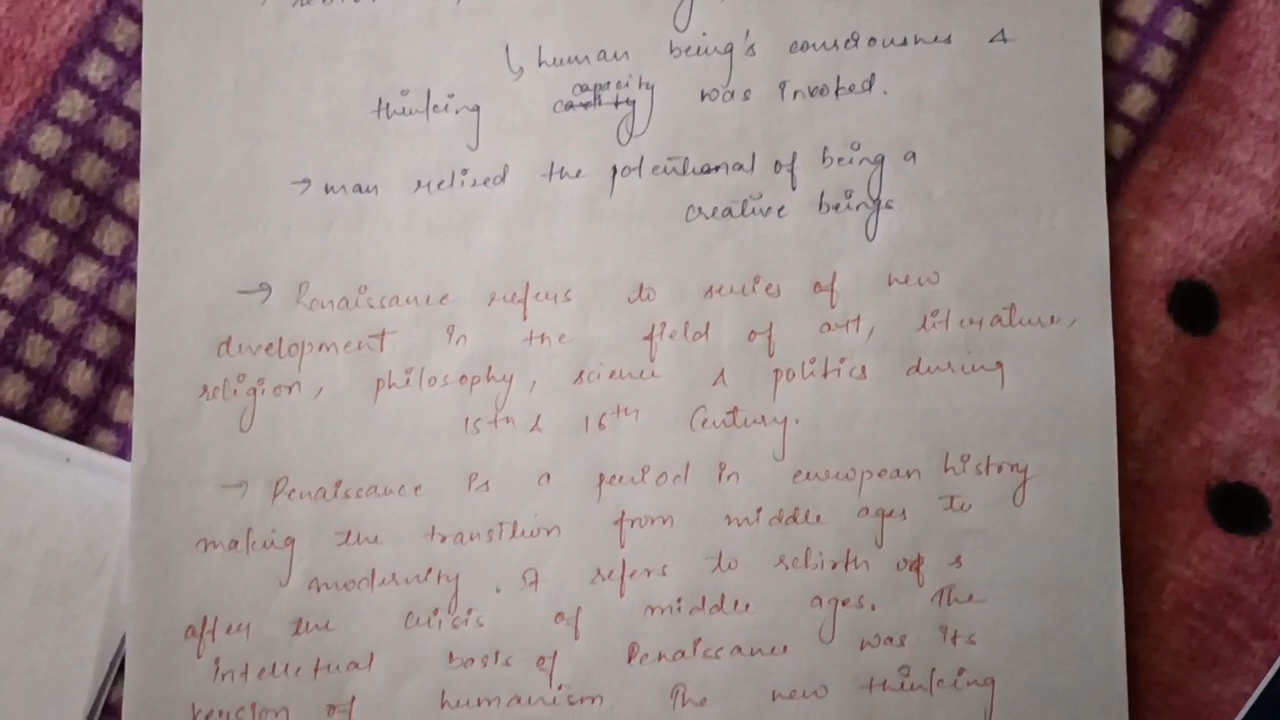 ↳ human being's consciousnes &
thinking capacity was invoked.
→ man relized the potentional of being a
creative beings
→ Renaissance refers to series of new
development in the field of art, literature,
religion, philosophy, science & politics during
15th & 16th Century.
→ Renaissance is a period in european history
making the transition from middle ages to
modernity. It refers to rebirth of
after the crisis of middle ages. The
intellectual basis of Renaissance was its
version of humanism The new thinking